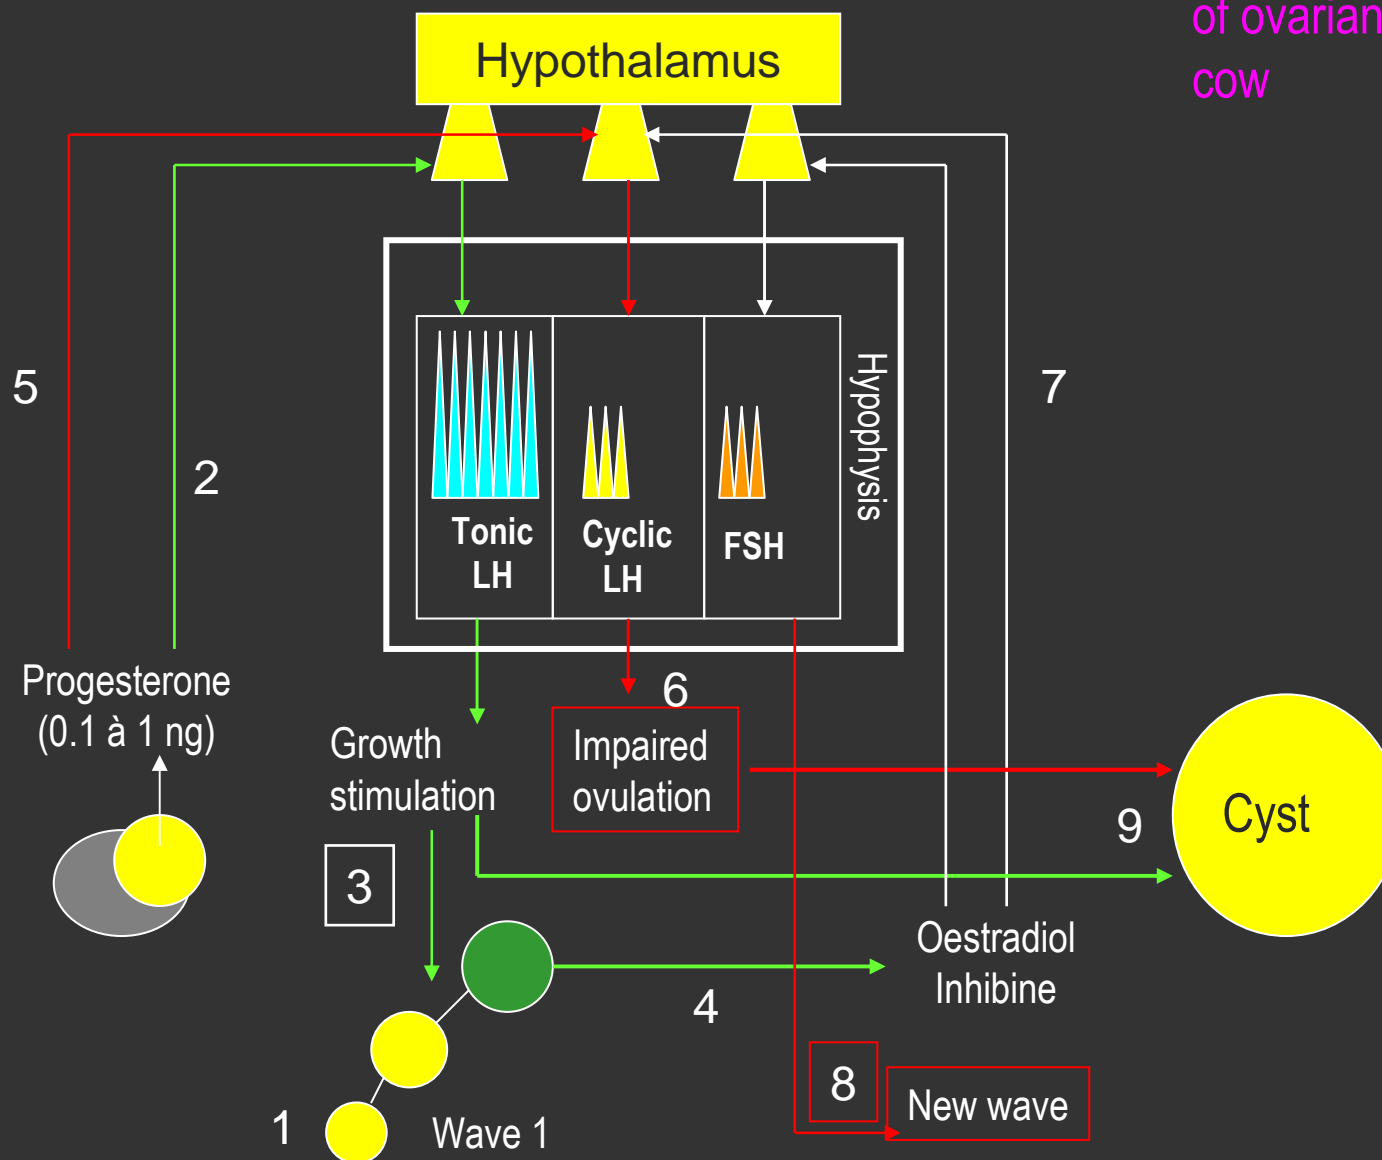 of ovarian
cow
Hypothalamus
5
2
7
Hypophysis
Tonic
LH
Cyclic
LH
FSH
Progesterone
(0.1 à 1 ng)
6
Growth
stimulation
Impaired
ovulation
Cyst
9
3
Oestradiol
Inhibine
4
8
New wave
1
Wave 1